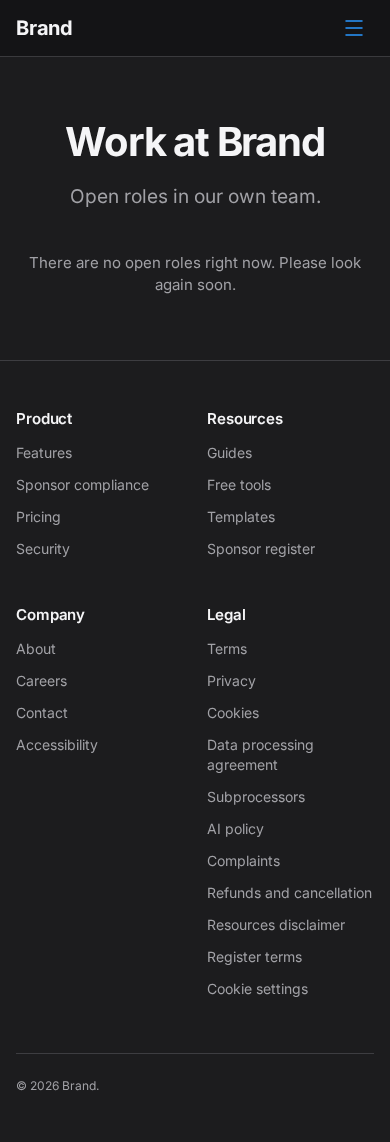 Brand
Work at Brand
Open roles in our own team.
There are no open roles right now. Please look
again soon.
Product
Features
Sponsor compliance
Pricing
Security
Resources
Guides
Free tools
Templates
Sponsor register
Company
About
Careers
Contact
Accessibility
Legal
Terms
Privacy
Cookies
Data processing
agreement
Subprocessors
AI policy
Complaints
Refunds and cancellation
Resources disclaimer
Register terms
Cookie settings
© 2026 Brand.